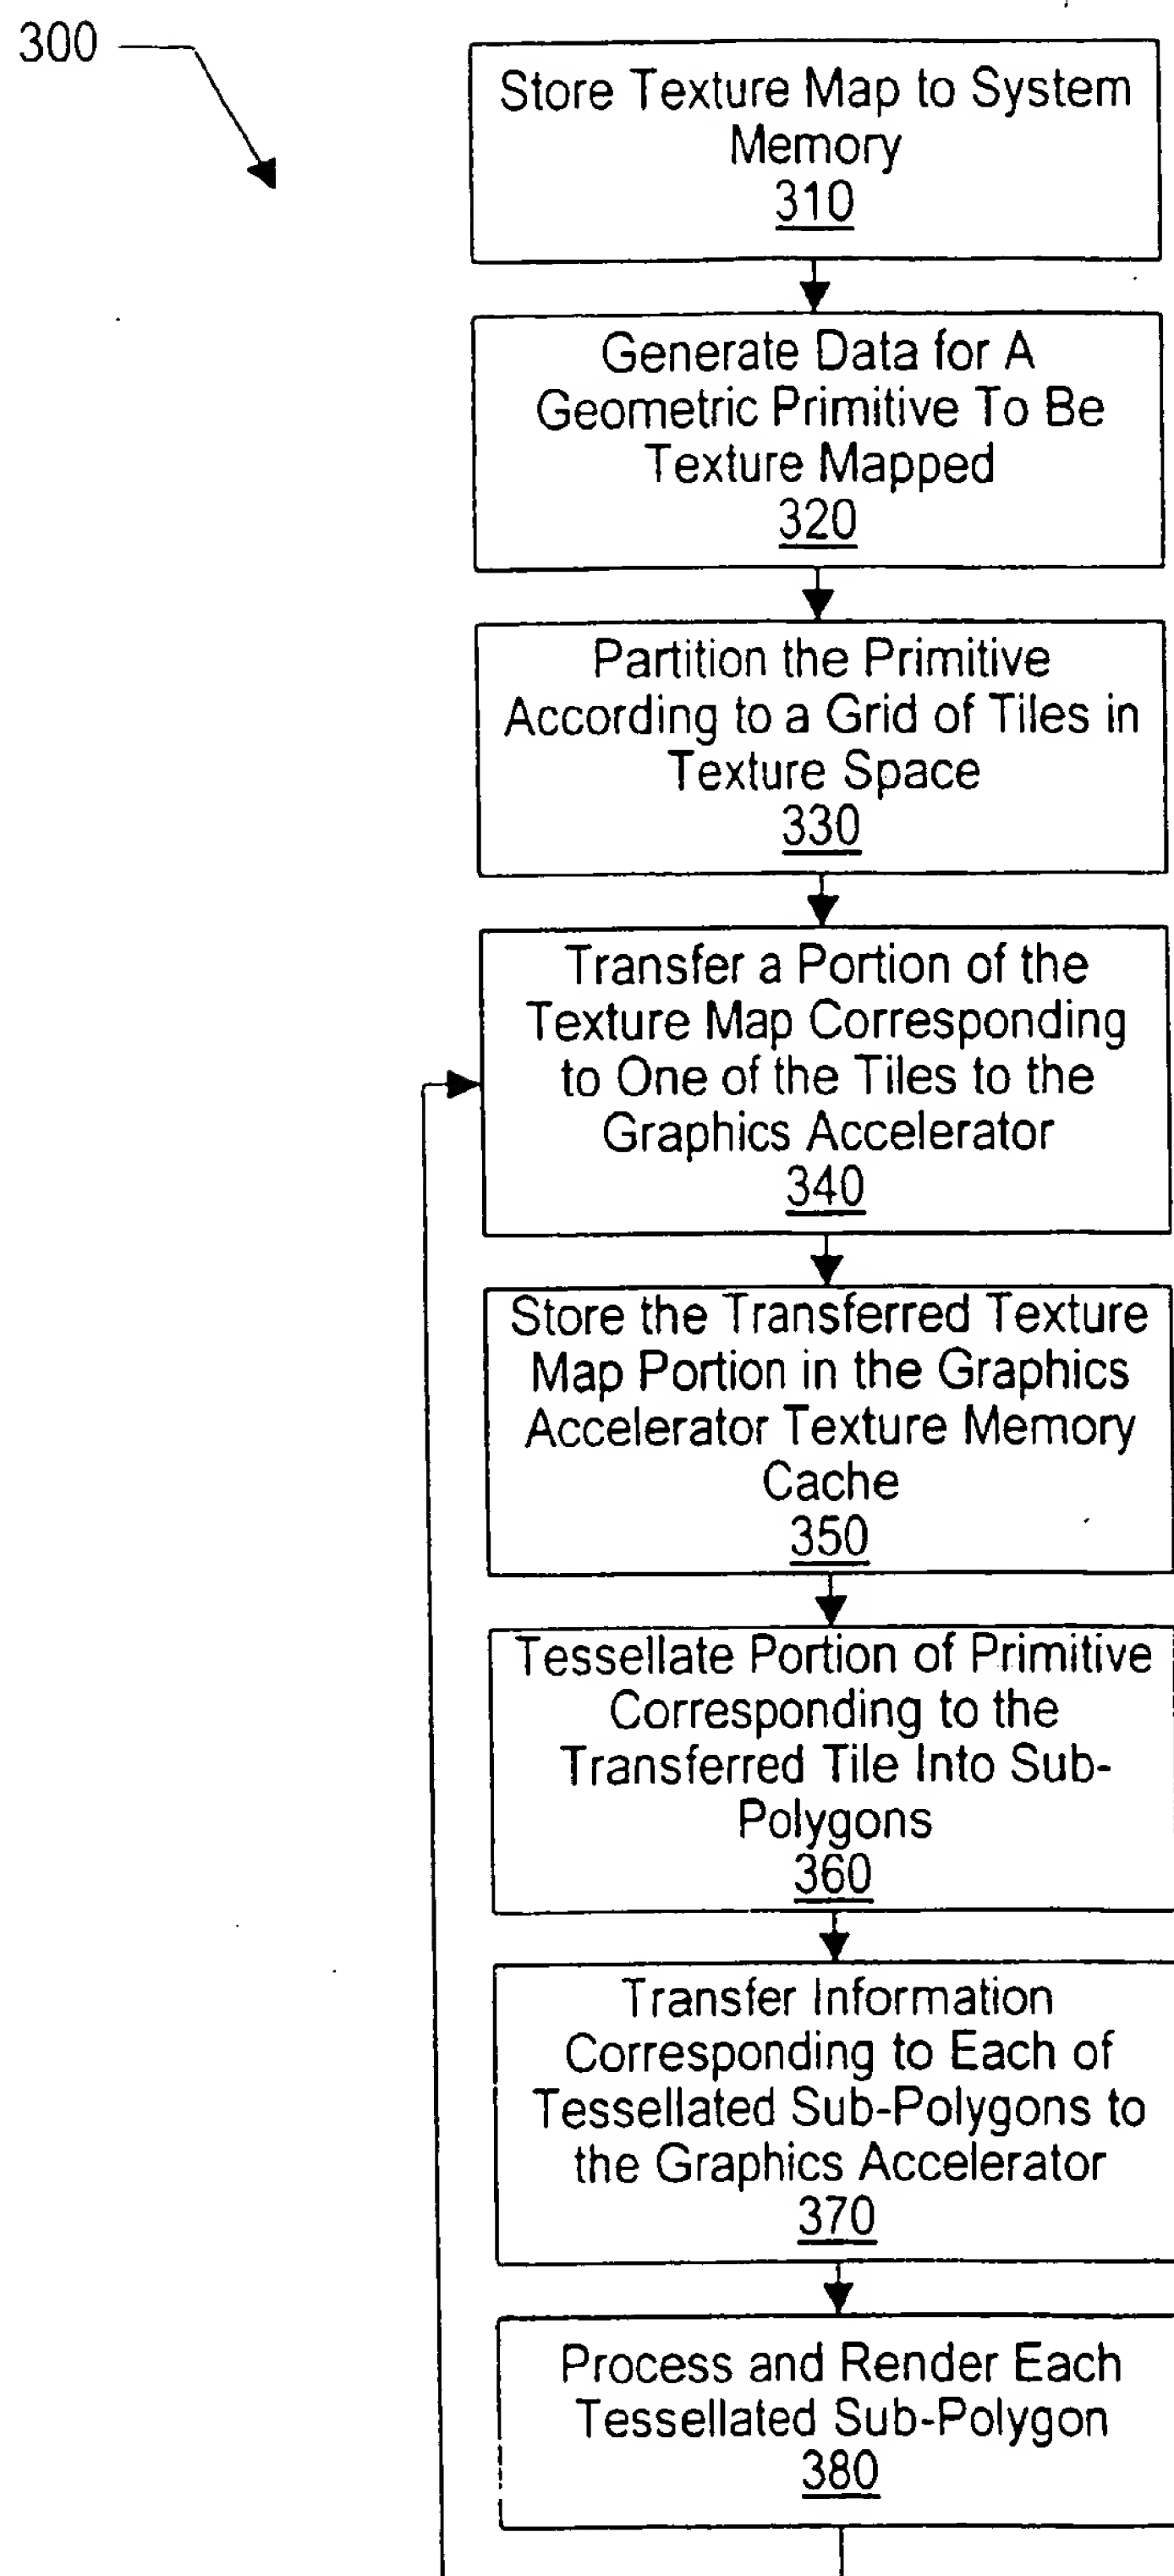 300
Store Texture Map to System
Memory
310
Generate Data for A
Geometric Primitive To Be
Texture Mapped
320
Partition the Primitive
According to a Grid of Tiles in
Texture Space
330
Transfer a Portion of the
Texture Map Corresponding
to One of the Tiles to the
Graphics Accelerator
340
Store the Transferred Texture
Map Portion in the Graphics
Accelerator Texture Memory
Cache
350
Tessellate Portion of Primitive
Corresponding to the
Transferred Tile Into Sub-
Polygons
360
Transfer Information
Corresponding to Each of
Tessellated Sub-Polygons to
the Graphics Accelerator
370
Process and Render Each
Tessellated Sub-Polygon
380